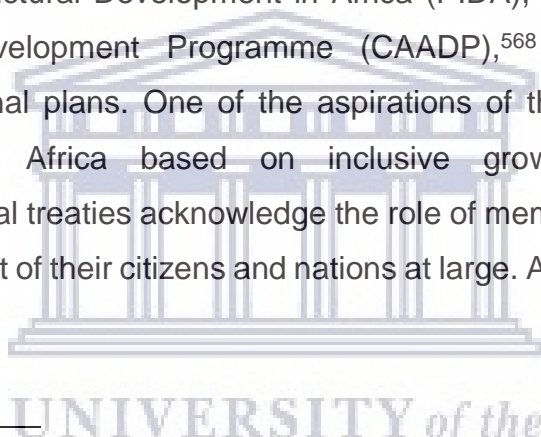 ctural Development in Africa (PIDA),
velopment Programme (CAADP),568
nal plans. One of the aspirations of th
Africa based on inclusive grow
al treaties acknowledge the role of mem
t of their citizens and nations at large. A
UNIVERSITY of the